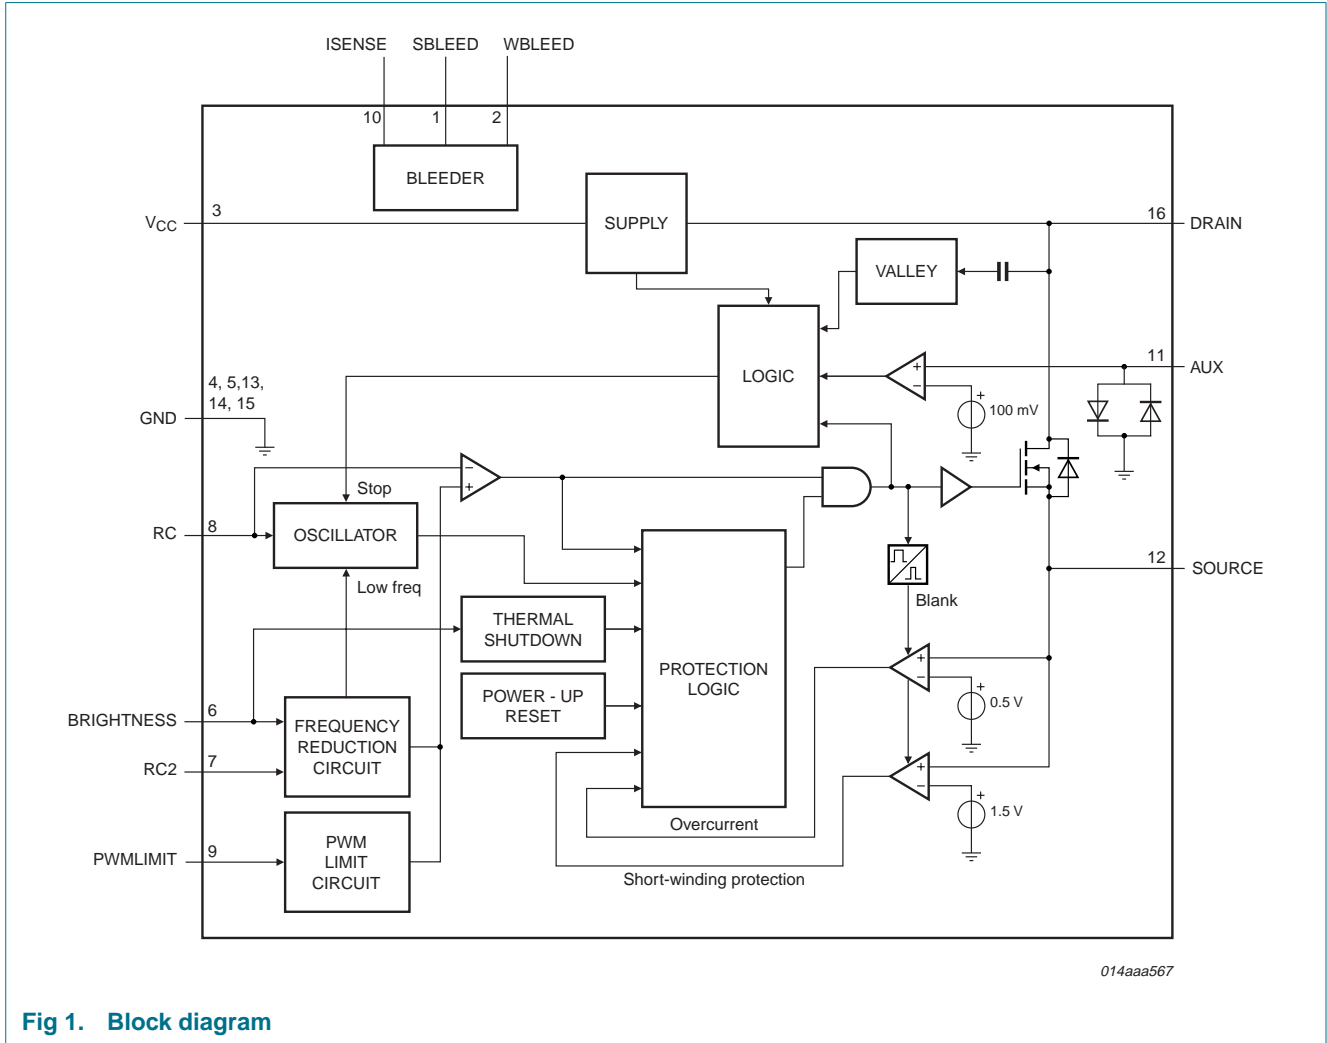 ISENSE SBLEED WBLEED
10 1 2
BLEEDER
VCC 3
SUPPLY
16 DRAIN
VALLEY
11 AUX
LOGIC
+
−
+
100 mV
4, 5,13,
14, 15
GND
−
+
Stop
RC 8
OSCILLATOR
Low freq
12 SOURCE
Blank
THERMAL
SHUTDOWN
PROTECTION
LOGIC
POWER - UP
RESET
+
−
+
0.5 V
BRIGHTNESS 6
FREQUENCY
REDUCTION
CIRCUIT
RC2 7
+
−
+
1.5 V
Overcurrent
PWMLIMIT 9
PWM
LIMIT
CIRCUIT
Short-winding protection
014aaa567
Fig 1. Block diagram